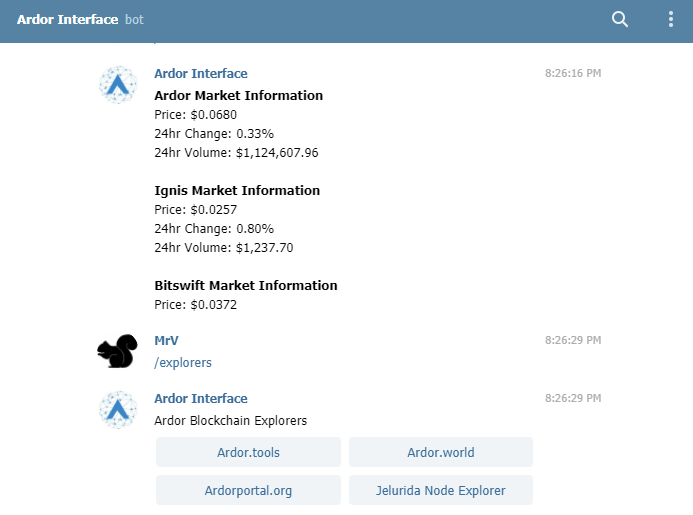 Ardor Interface bot
Ardor Interface 8:26:16 PM
Ardor Market Information
Price: $0.0680
24hr Change: 0.33%
24hr Volume: $1,124,607.96
Ignis Market Information
Price: $0.0257
24hr Change: 0.80%
24hr Volume: $1,237.70
Bitswift Market Information
Price: $0.0372
MrV 8:26:29 PM
/explorers
Ardor Interface 8:26:29 PM
Ardor Blockchain Explorers
Ardor.tools Ardor.world
Ardorportal.org Jelurida Node Explorer